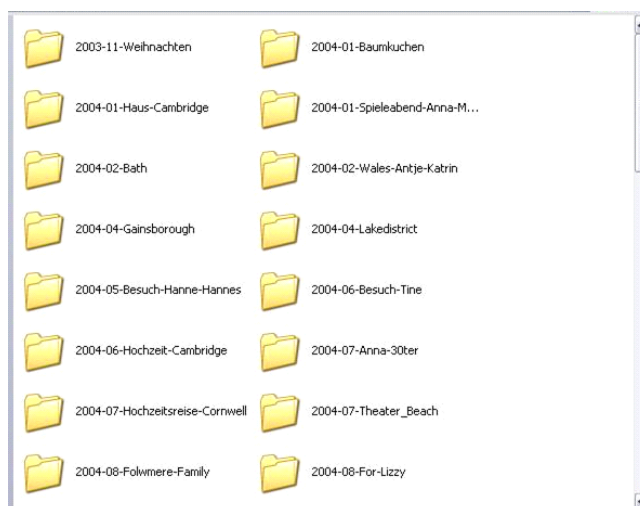 2003-11-Weihnachten
2004-01-Baumkuchen
2004-01-Haus-Cambridge
2004-01-Spieleabend-Anna-M...
2004-02-Bath
2004-02-Wales-Antje-Katrin
2004-04-Gainsborough
2004-04-Lakedistrict
2004-05-Besuch-Hanne-Hannes
2004-06-Besuch-Tine
2004-06-Hochzeit-Cambridge
2004-07-Anna-30ter
2004-07-Hochzeitsreise-Cornwell
2004-07-Theater_Beach
2004-08-Folwmere-Family
2004-08-For-Lizzy